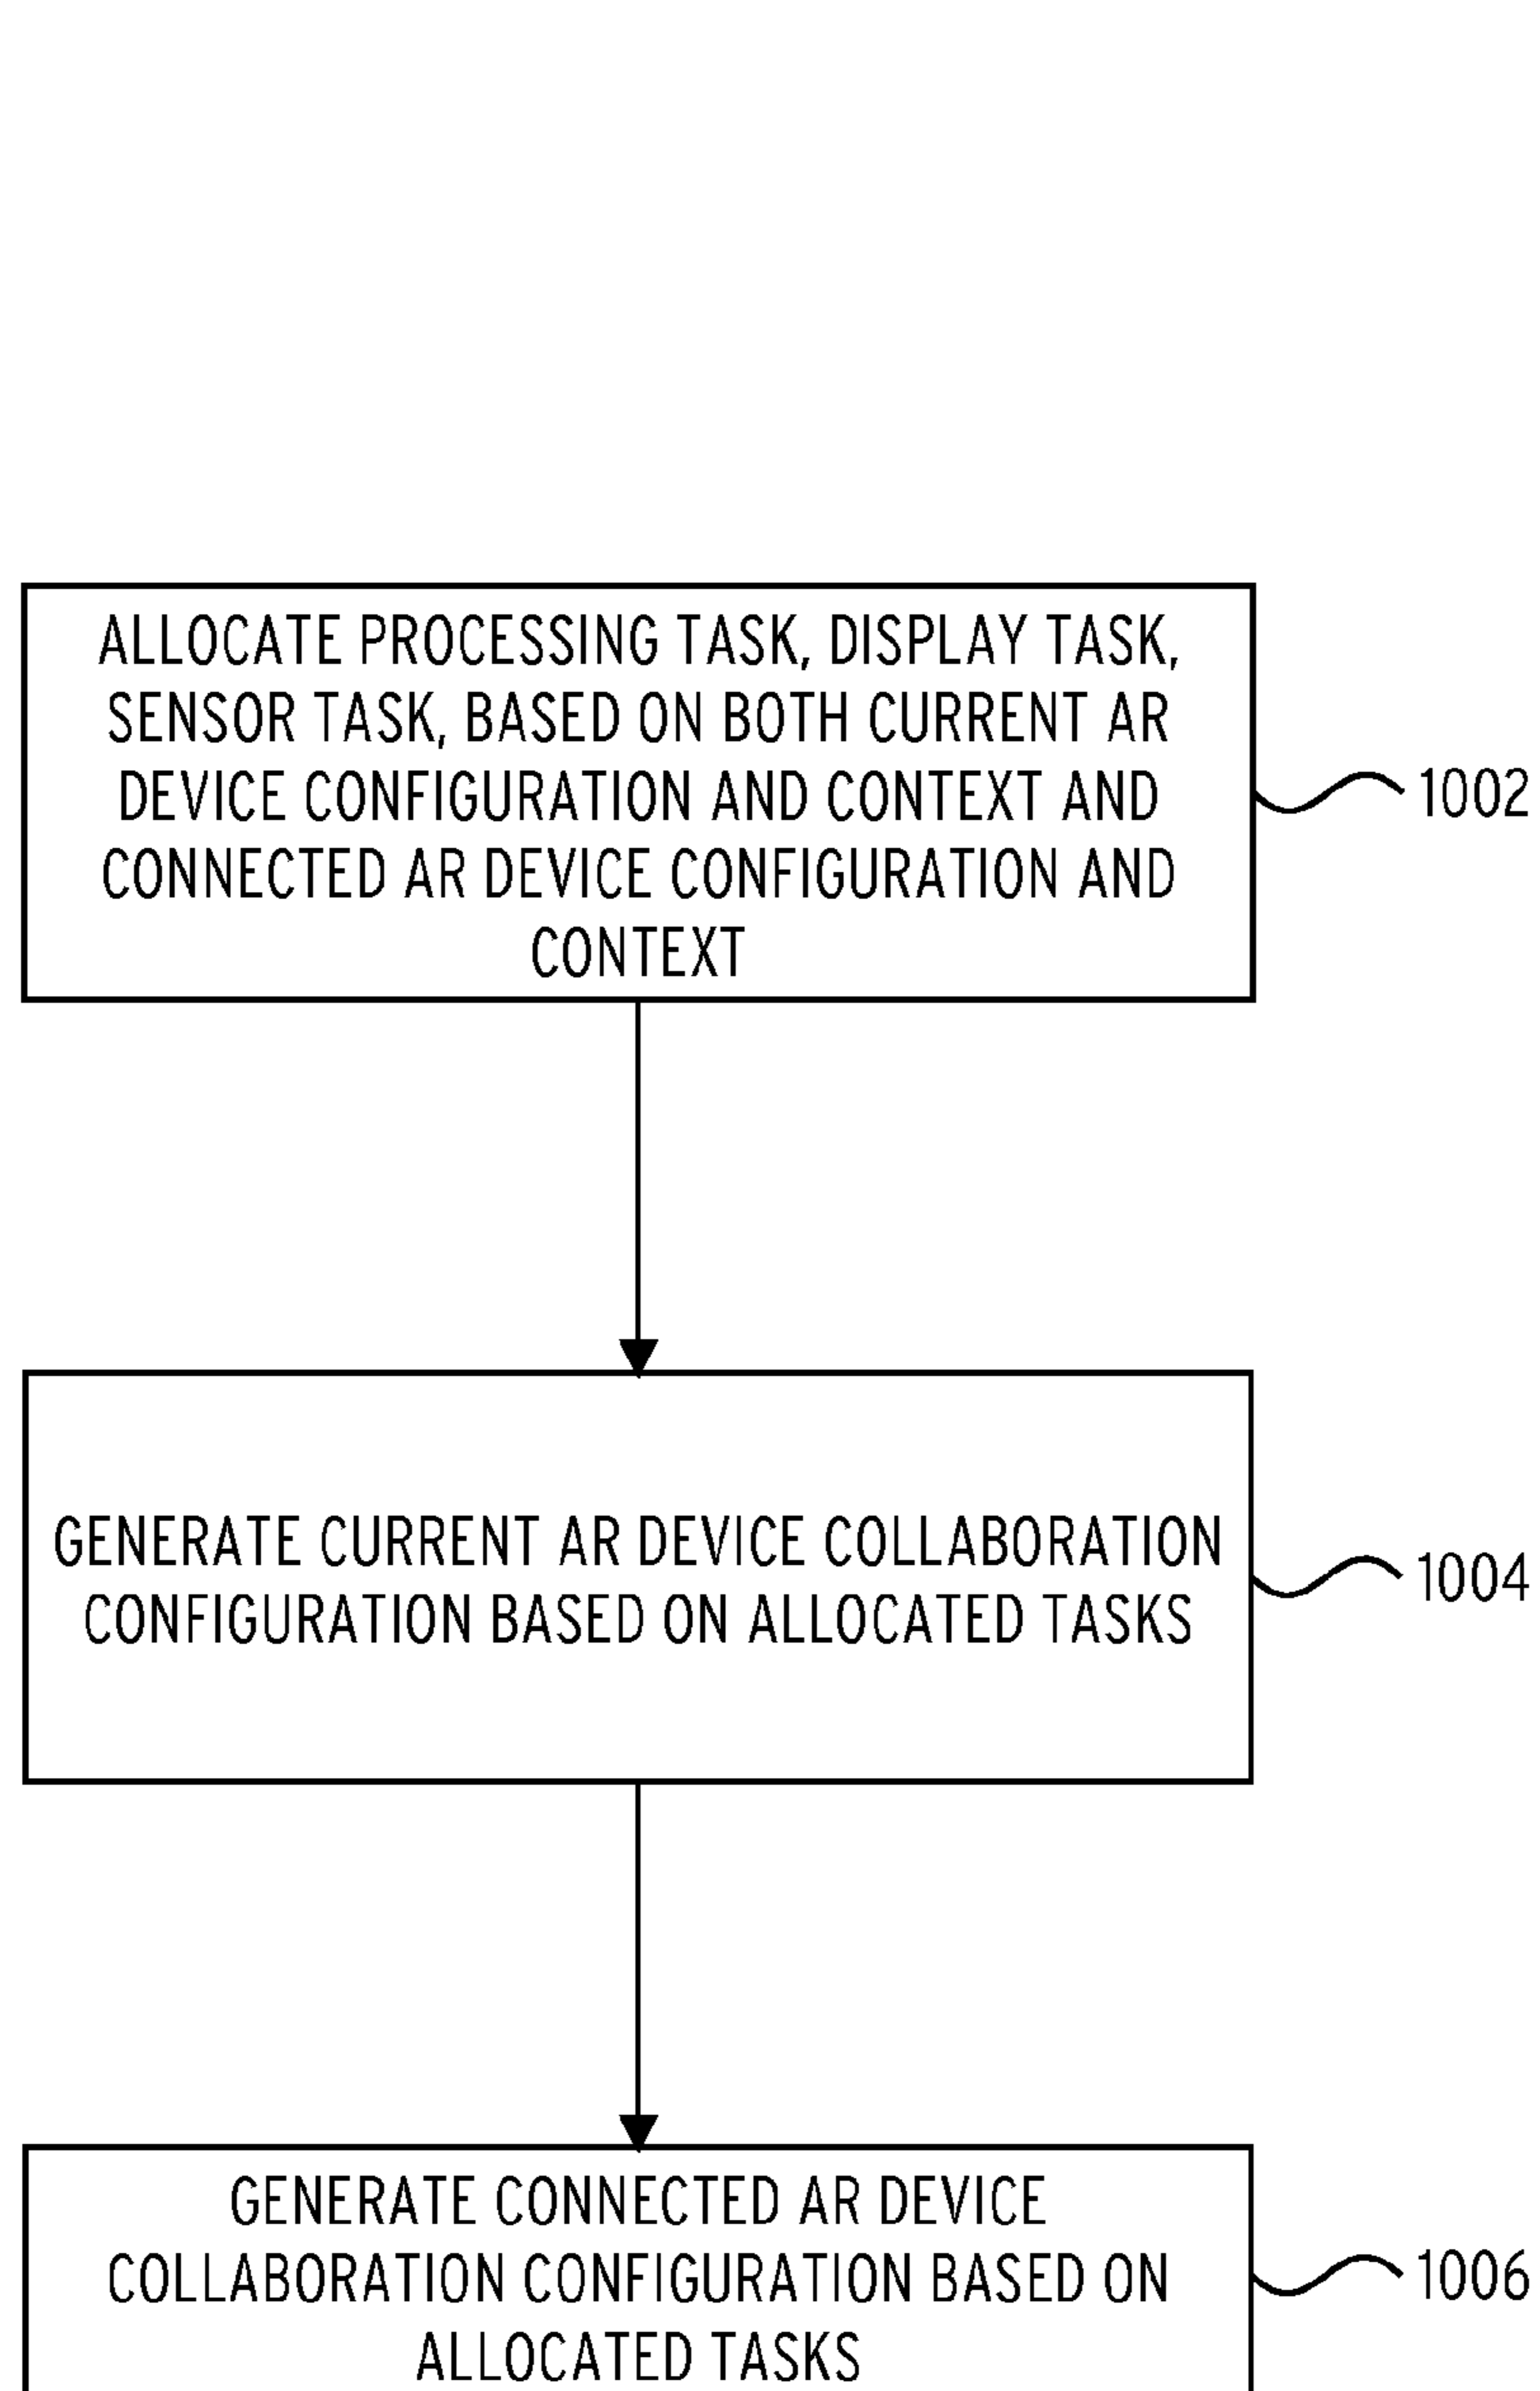 ALLOCATE PROCESSING TASK, DISPLAY TASK,
SENSOR TASK, BASED ON BOTH CURRENT AR
DEVICE CONFIGURATION AND CONTEXT AND
CONNECTED AR DEVICE CONFIGURATION AND
CONTEXT
1002
GENERATE CURRENT AR DEVICE COLLABORATION
CONFIGURATION BASED ON ALLOCATED TASKS
1004
GENERATE CONNECTED AR DEVICE
COLLABORATION CONFIGURATION BASED ON
ALLOCATED TASKS
1006